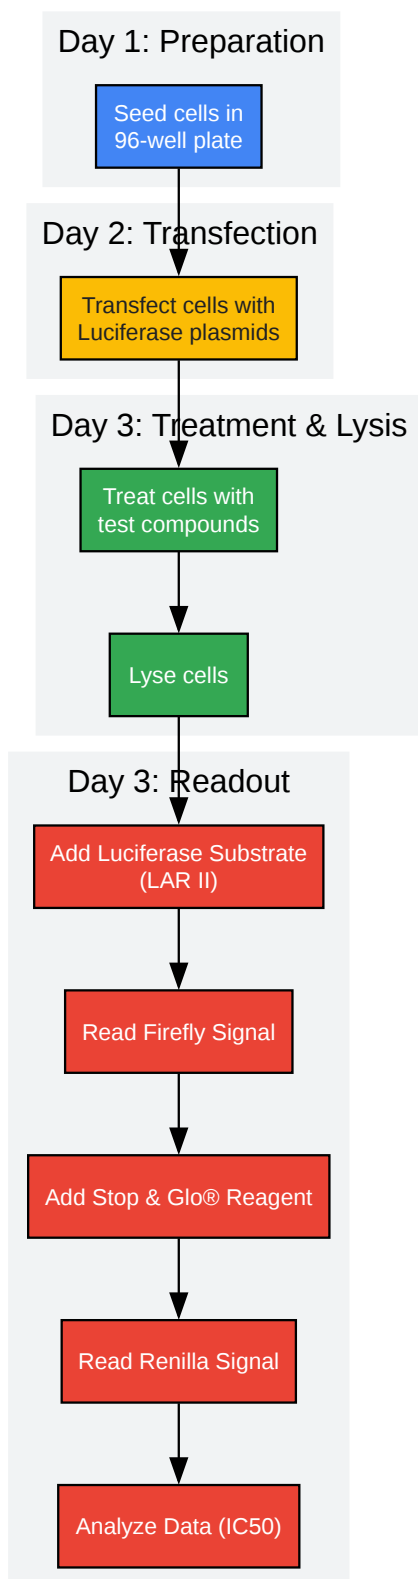 Day 1: Preparation
Seed cells in
96-well plate
Day 2: Transfection
Transfect cells with
Luciferase plasmids
Day 3: Treatment & Lysis
Treat cells with
test compounds
Lyse cells
Day 3: Readout
Add Luciferase Substrate
(LAR II)
Read Firefly Signal
Add Stop & Glo® Reagent
Read Renilla Signal
Analyze Data (IC50)